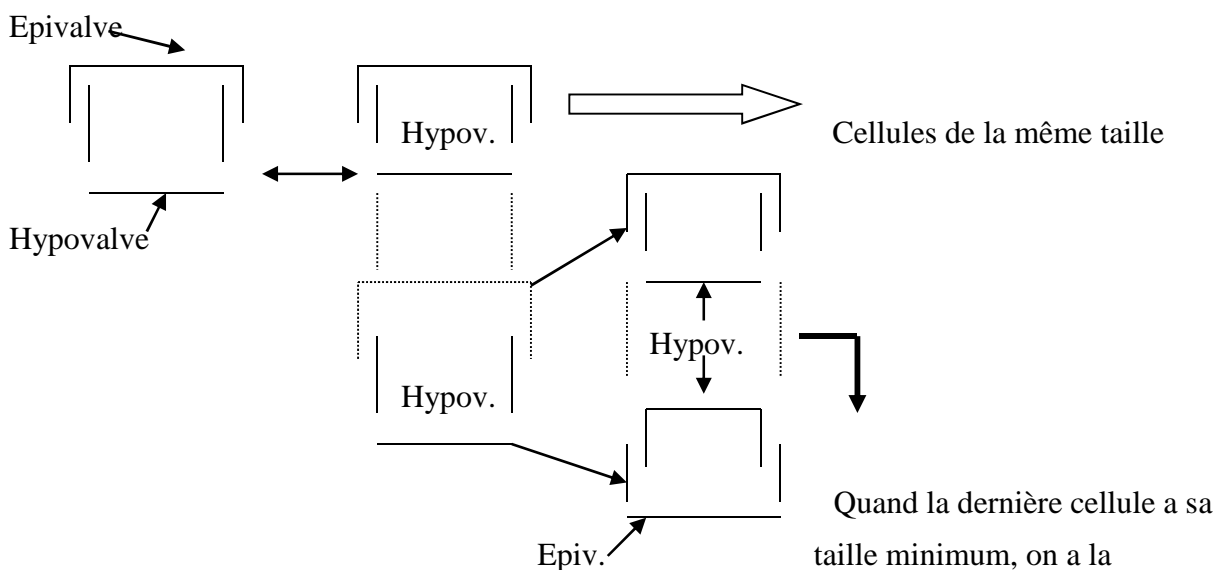 Epivalve
Hypov.
Cellules de la même taille
Hypovalve
Hypov.
Hypov.
Quand la dernière cellule a sa
taille minimum, on a la
Epiv.